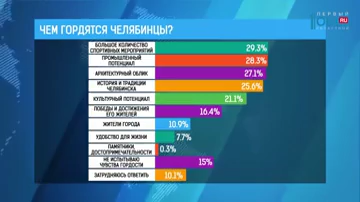 ПЕРВЫЙ
.RU
ЧЕМ ГОРДЯТСЯ ЧЕЛЯБИНЦЫ?
БОЛЬШОЕ КОЛИЧЕСТВО
СПОРТИВНЫХ МЕРОПРИЯТИЙ
29.3%
ПРОМЫШЛЕННЫЙ
ПОТЕНЦИАЛ
28.3%
АРХИТЕКТУРНЫЙ ОБЛИК
27.1%
ИСТОРИЯ И ТРАДИЦИИ
ЧЕЛЯБИНСКА
25.6%
КУЛЬТУРНЫЙ ПОТЕНЦИАЛ
21.1%
ПОБЕДЫ И ДОСТИЖЕНИЯ
ЕГО ЖИТЕЛЕЙ
16.4%
ЖИТЕЛИ ГОРОДА
10.9%
УДОБСТВО ДЛЯ ЖИЗНИ
7.7%
ПАМЯТНИКИ,
ДОСТОПРИМЕЧАТЕЛЬНОСТИ
0.3%
НЕ ИСПЫТЫВАЮ
ЧУВСТВА ГОРДОСТИ
15%
ЗАТРУДНЯЮСЬ ОТВЕТИТЬ
10.1%